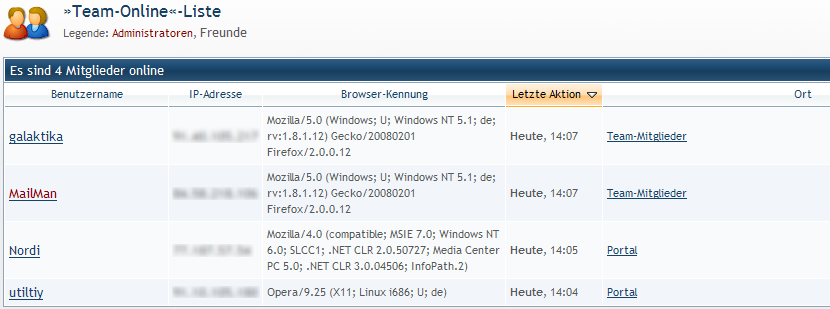 »Team-Online«-Liste
Legende: Administratoren, Freunde
Es sind 4 Mitglieder online
Benutzername IP-Adresse Browser-Kennung Letzte Aktion Ort
galaktika
Mozilla/5.0 (Windows; U; Windows NT 5.1; de;
rv:1.8.1.12) Gecko/20080201
Firefox/2.0.0.12
Heute, 14:07
Team-Mitglieder
MailMan
Mozilla/5.0 (Windows; U; Windows NT 5.1; de;
rv:1.8.1.12) Gecko/20080201
Firefox/2.0.0.12
Heute, 14:07
Team-Mitglieder
Nordi
Mozilla/4.0 (compatible; MSIE 7.0; Windows NT
6.0; SLCC1; .NET CLR 2.0.50727; Media Center
PC 5.0; .NET CLR 3.0.04506; InfoPath.2)
Heute, 14:05
Portal
utiltiy
Opera/9.25 (X11; Linux i686; U; de)
Heute, 14:04
Portal